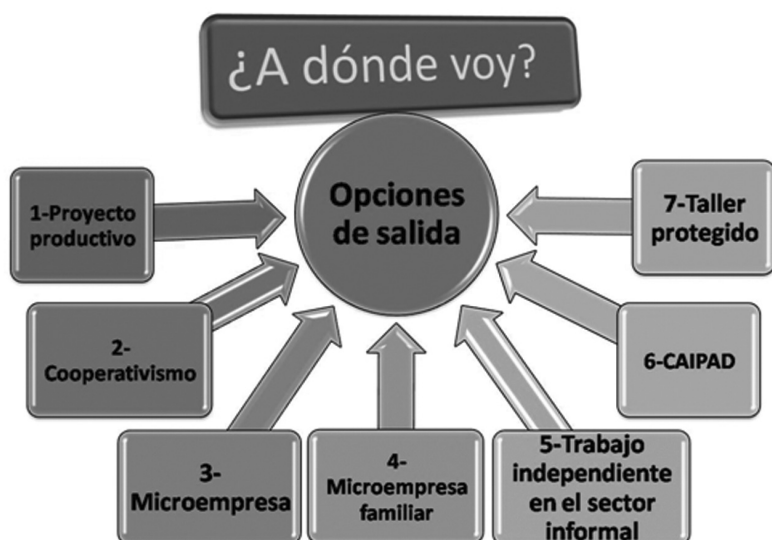 ¿A dónde voy?
Opciones
de salida
1-Proyecto
productivo
2-
Cooperativismo
3-
Microempresa
4-
Microempresa
familiar
5-Trabajo
independiente
en el sector
informal
6-CAIPAD
7-Taller
protegido